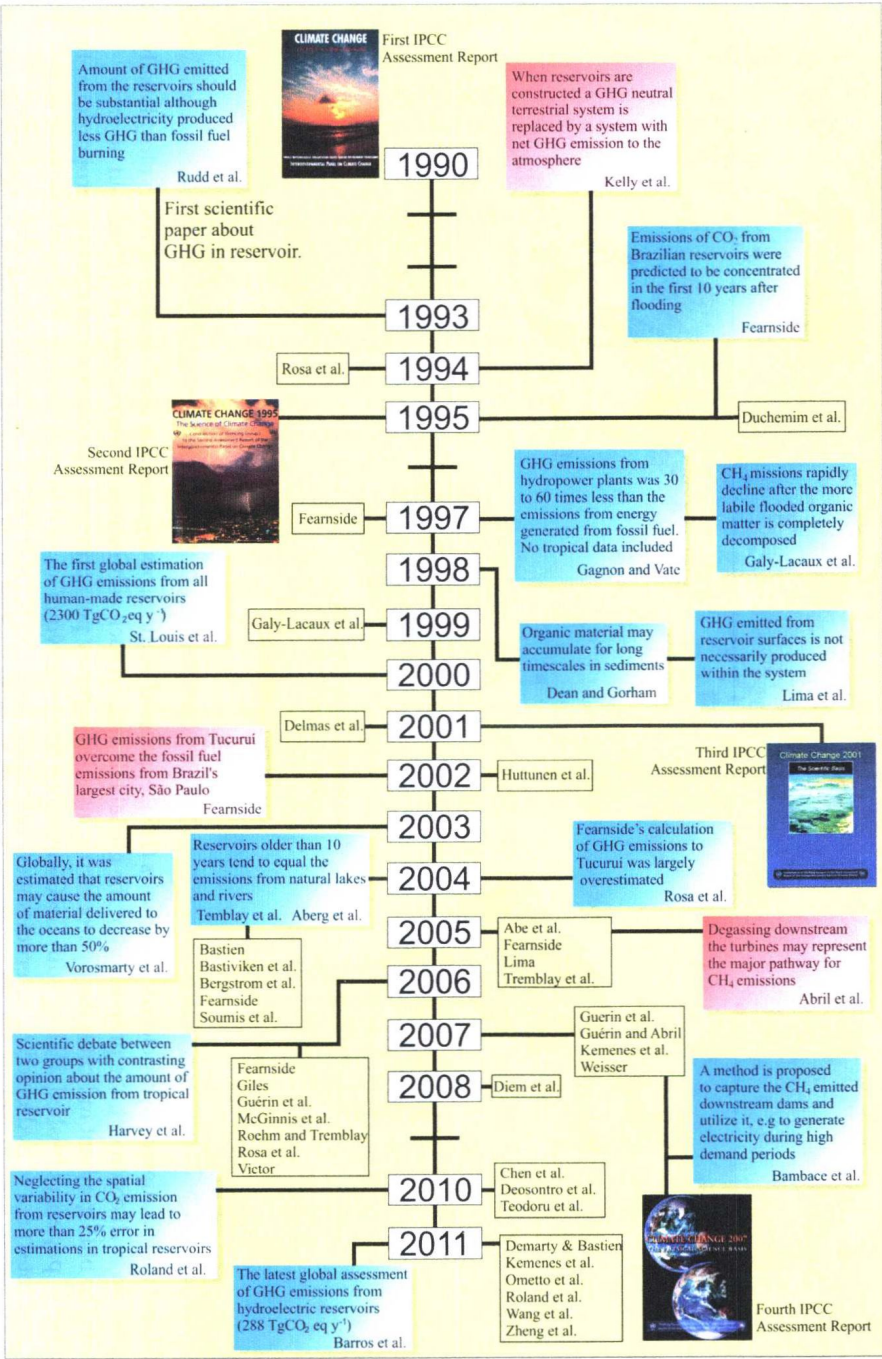 CLIMATE CHANGE
First IPCC
Assessment Report
Amount of GHG emitted
from the reservoirs should
be substantial although
hydroelectricity produced
less GHG than fossil fuel
burning
Rudd et al.
When reservoirs are
constructed a GHG neutral
terrestrial system is
replaced by a system with
net GHG emission to the
atmosphere
Kelly et al.
1990
First scientific
paper about
GHG in reservoir.
Emissions of CO₂ from
Brazilian reservoirs were
predicted to be concentrated
in the first 10 years after
flooding
Fearnside
1993
Rosa et al.
1994
1995
Duchemim et al.
CLIMATE CHANGE 1995
The Science of Climate Change
Second IPCC
Assessment Report
Fearnside
1997
GHG emissions from
hydropower plants was 30
to 60 times less than the
emissions from energy
generated from fossil fuel.
No tropical data included
Gagnon and Vate
CH₄ missions rapidly
decline after the more
labile flooded organic
matter is completely
decomposed
Galy-Lacaux et al.
1998
The first global estimation
of GHG emissions from all
human-made reservoirs
(2300 TgCO₂eq y⁻¹)
St. Louis et al.
Galy-Lacaux et al.
1999
Organic material may
accumulate for long
timescales in sediments
Dean and Gorham
GHG emitted from
reservoir surfaces is not
necessarily produced
within the system
Lima et al.
2000
Delmas et al.
2001
Third IPCC
Assessment Report
Climate Change 2001
The Scientific Basis
GHG emissions from Tucurui
overcome the fossil fuel
emissions from Brazil's
largest city, São Paulo
Fearnside
2002
Huttunen et al.
2003
Globally, it was
estimated that reservoirs
may cause the amount
of material delivered to
the oceans to decrease by
more than 50%
Vorosmarty et al.
Reservoirs older than 10
years tend to equal the
emissions from natural lakes
and rivers
Temblay et al. Aberg et al.
2004
Fearnside's calculation
of GHG emissions to
Tucurui was largely
overestimated
Rosa et al.
Bastien
Bastiviken et al.
Bergstrom et al.
Fearnside
Soumis et al.
2005
Abe et al.
Fearnside
Lima
Tremblay et al.
Degassing downstream
the turbines may represent
the major pathway for
CH₄ emissions
Abril et al.
2006
Scientific debate between
two groups with contrasting
opinion about the amount of
GHG emission from tropical
reservoir
Harvey et al.
Fearnside
Giles
Guérin et al.
McGinnis et al.
Roehm and Tremblay
Rosa et al.
Victor
2007
Guerin et al.
Guérin and Abril
Kemenes et al.
Weisser
2008
Diem et al.
A method is proposed
to capture the CH₄ emitted
downstream dams and
utilize it, e.g to generate
electricity during high
demand periods
Bambace et al.
Neglecting the spatial
variability in CO₂ emission
from reservoirs may lead to
more than 25% error in
estimations in tropical reservoirs
Roland et al.
2010
Chen et al.
Deosontro et al.
Teodoru et al.
2011
The latest global assessment
of GHG emissions from
hydroelectric reservoirs
(288 TgCO₂ eq y⁻¹)
Barros et al.
Demarty & Bastien
Kemenes et al.
Ometto et al.
Roland et al.
Wang et al.
Zheng et al.
CLIMATE CHANGE 2007
Fourth IPCC
Assessment Report